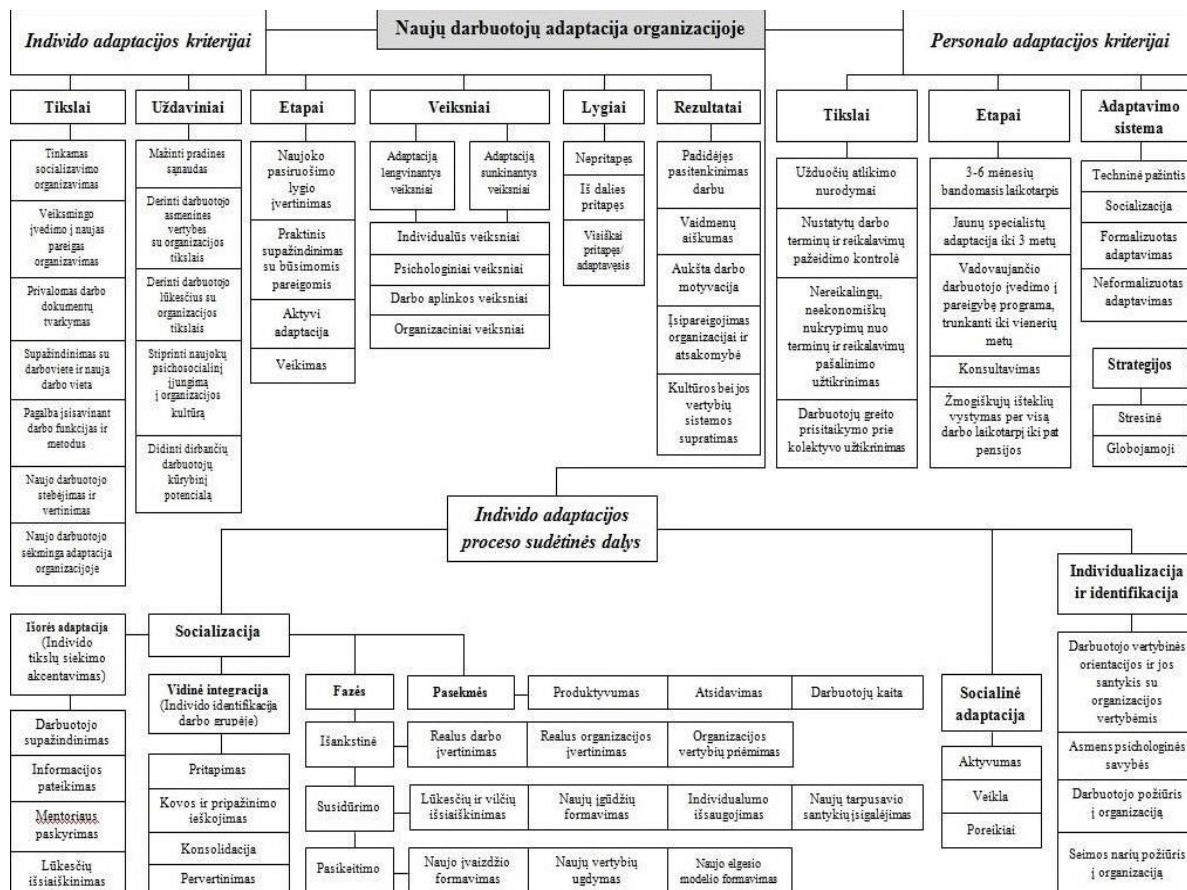 Individo adaptacijos kriterijai
Naujų darbuotojų adaptacija organizacijoje
Personalo adaptacijos kriterijai
Tikslai
Tinkamas
socializavimo
organizavimas
Veiksmingo
įvedimo į naujas
pareigas
organizavimas
Privalomas darbo
dokumentų
tvarkymas
Supažindinimas su
darboviete ir nauja
darbo vieta
Pagalba įsisavinant
darbo funkcijas ir
metodus
Naujo darbuotojo
stebėjimas ir
vertinimas
Naujo darbuotojo
sėkminga adaptacija
organizacijoje
Uždaviniai
Mažinti pradines
sąnaudas
Derinti darbuotojo
asmenines
vertybes
su organizacijos
tikslais
Derinti darbuotojo
lūkesčius su
organizacijos
tikslais
Stiprinti naujokų
psichosocialinį
įjungimą
į organizacijos
kultūrą
Didinti dirbančių
darbuotojų
kūrybinį
potencialą
Etapai
Naujoko
pasiruošimo
lygio
įvertinimas
Praktinis
supažindinimas
su būsimomis
pareigomis
Aktyvi
adaptacija
Veikimas
Veiksniai
Adaptaciją
lengvinantys
veiksniai
Adaptaciją
sunkinantys
veiksniai
Individualūs veiksniai
Psichologiniai veiksniai
Darbo aplinkos veiksniai
Organizaciniai veiksniai
Lygiai
Nepritapęs
Iš dalies
pritapęs
Visiškai
pritapęs/
adaptavęsis
Rezultatai
Padidėjęs
pasitenkinimas
darbu
Vaidmenų
aiškumas
Aukšta darbo
motyvacija
Įsipareigojimas
organizacijai ir
atsakomybė
Kultūros bei jos
vertybių
sistemos
supratimas
Tikslai
Užduočių atlikimo
nurodymai
Nustatytų darbo
terminų ir reikalavimų
pažeidimo kontrolė
Nereikalingų,
neekonomiškų
nukrypimų nuo
terminų ir reikalavimų
pašalinimo
užtikrinimas
Darbuotojų greito
prisitaikymo prie
kolektyvo užtikrinimas
Etapai
3-6 mėnesių
bandomasis laikotarpis
Jaunų specialistų
adaptacija iki 3 metų
Vadovaujančio
darbuotojo įvedimo į
pareigybę programa,
trunkanti iki vienerių
metų
Konsultavimas
Žmogiškųjų išteklių
vystymas per visą
darbo laikotarpį iki pat
pensijos
Adaptavimo
sistema
Techninė pažintis
Socializacija
Formalizuotas
adaptavimas
Neformalizuotas
adaptavimas
Strategijos
Stresinė
Globojamoji
Individo adaptacijos
proceso sudėtinės dalys
Išorės adaptacija
(Individo
tikslų siekimo
akcentavimas)
Darbuotojo
supažindinimas
Informacijos
pateikimas
Mentoriaus
paskyrimas
Lūkesčių
išsiaiškinimas
Socializacija
Vidinė integracija
(Individo identifikacija
darbo grupėje)
Pritapimas
Kovos ir pripažinimo
ieškojimas
Konsolidacija
Pervertinimas
Fazės
Pasekmės
Produktyvumas
Atsidavimas
Darbuotojų kaita
Išankstinė
Realus darbo
įvertinimas
Realus organizacijos
įvertinimas
Organizacijos
vertybių priėmimas
Susidūrimo
Lūkesčių ir vilčių
išsiaiškinimas
Naujų įgūdžių
formavimas
Individualumo
išsaugojimas
Naujų tarpusavio
santykių įsigalėjimas
Pasikeitimo
Naujo įvaizdžio
formavimas
Naujų vertybių
ugdymas
Naujo elgesio
modelio formavimas
Socialinė
adaptacija
Aktyvumas
Veikla
Poreikiai
Individualizacija
ir identifikacija
Darbuotojo vertybinės
orientacijos ir jos
santykis su
organizacijos
vertybėmis
Asmens psichologinės
savybės
Darbuotojo požiūris
į organizaciją
Šeimos narių požiūris
į organizaciją